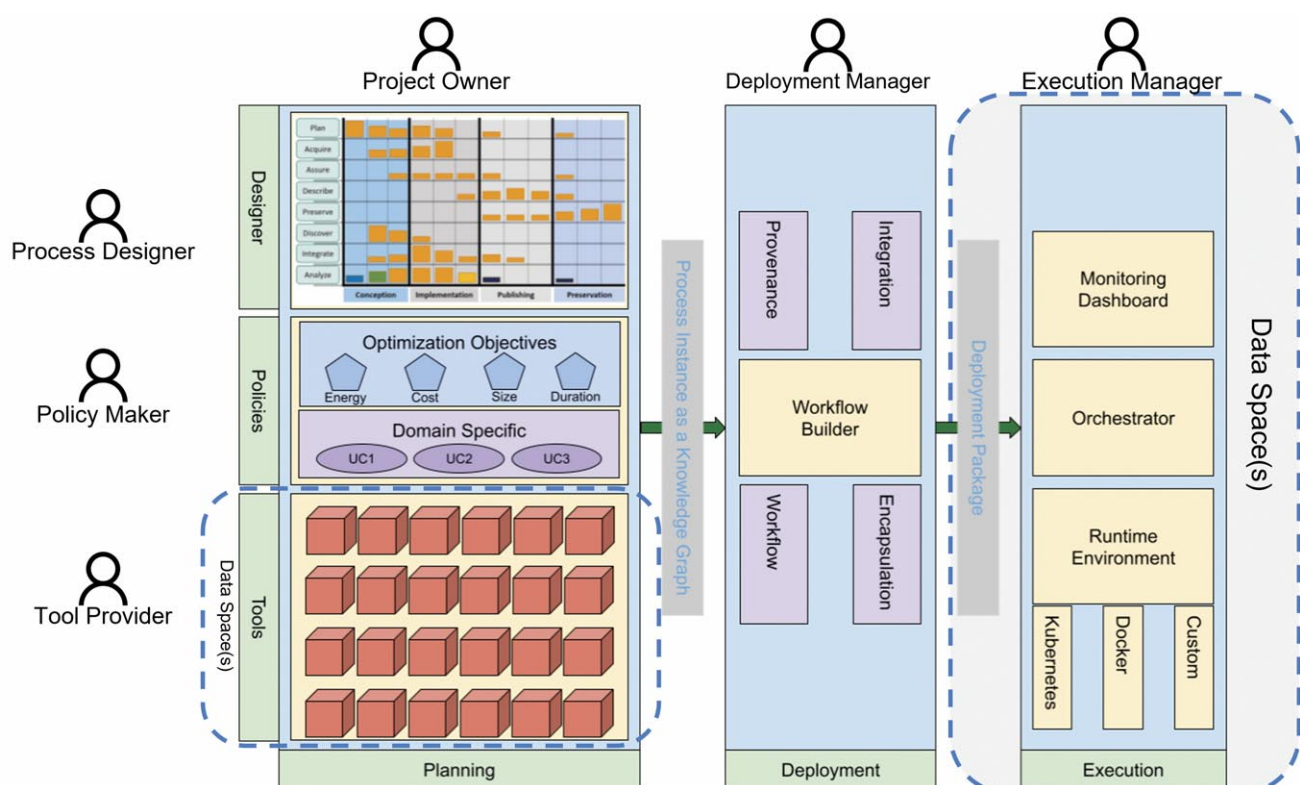 Project Owner
Deployment Manager
Execution Manager
Process Designer
Policy Maker
Tool Provider
Designer
Plan
Acquire
Assure
Describe
Preserve
Discover
Integrate
Analyze
Conception
Implementation
Publishing
Preservation
Policies
Optimization Objectives
Energy
Cost
Size
Duration
Domain Specific
UC1
UC2
UC3
Data Space(s)
Tools
Planning
Process Instance as a Knowledge Graph
Provenance
Integration
Workflow
Builder
Workflow
Encapsulation
Deployment
Deployment Package
Monitoring
Dashboard
Orchestrator
Runtime
Environment
Kubernetes
Docker
Custom
Execution
Data Space(s)